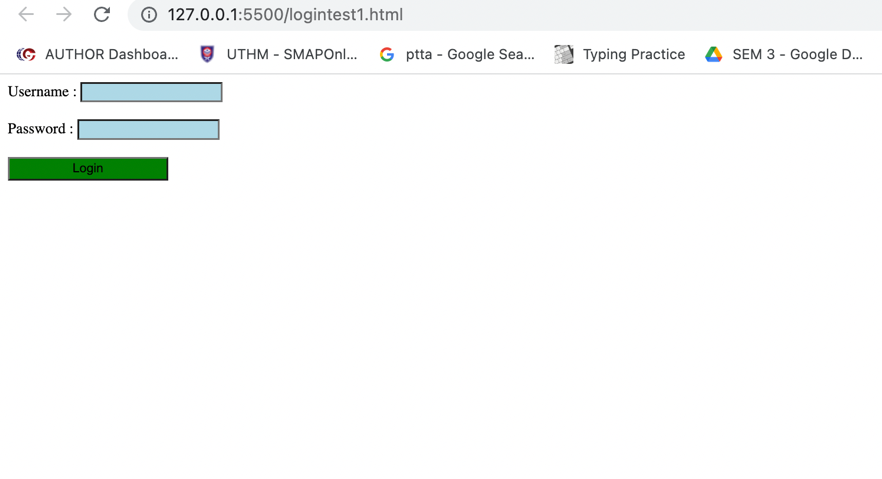 127.0.0.1:5500/logintest1.html
AUTHOR Dashboa... UTHM - SMAPOnl... ptta - Google Sea... Typing Practice SEM 3 - Google D...
Username :
Password :
Login